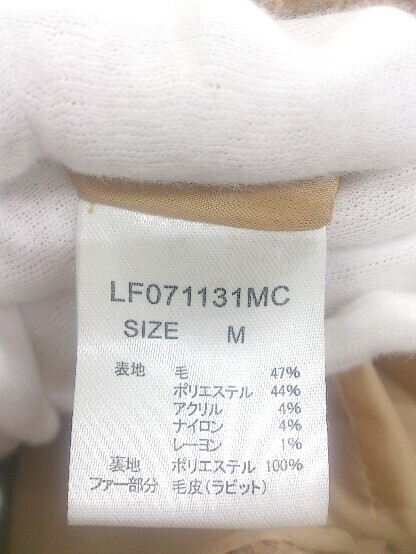 LF071131MC
SIZE M
表地 毛 47%
ポリエステル 44%
アクリル 4%
ナイロン 4%
レーヨン 1%
裏地 ポリエステル 100%
ファー部分 毛皮(ラビット)